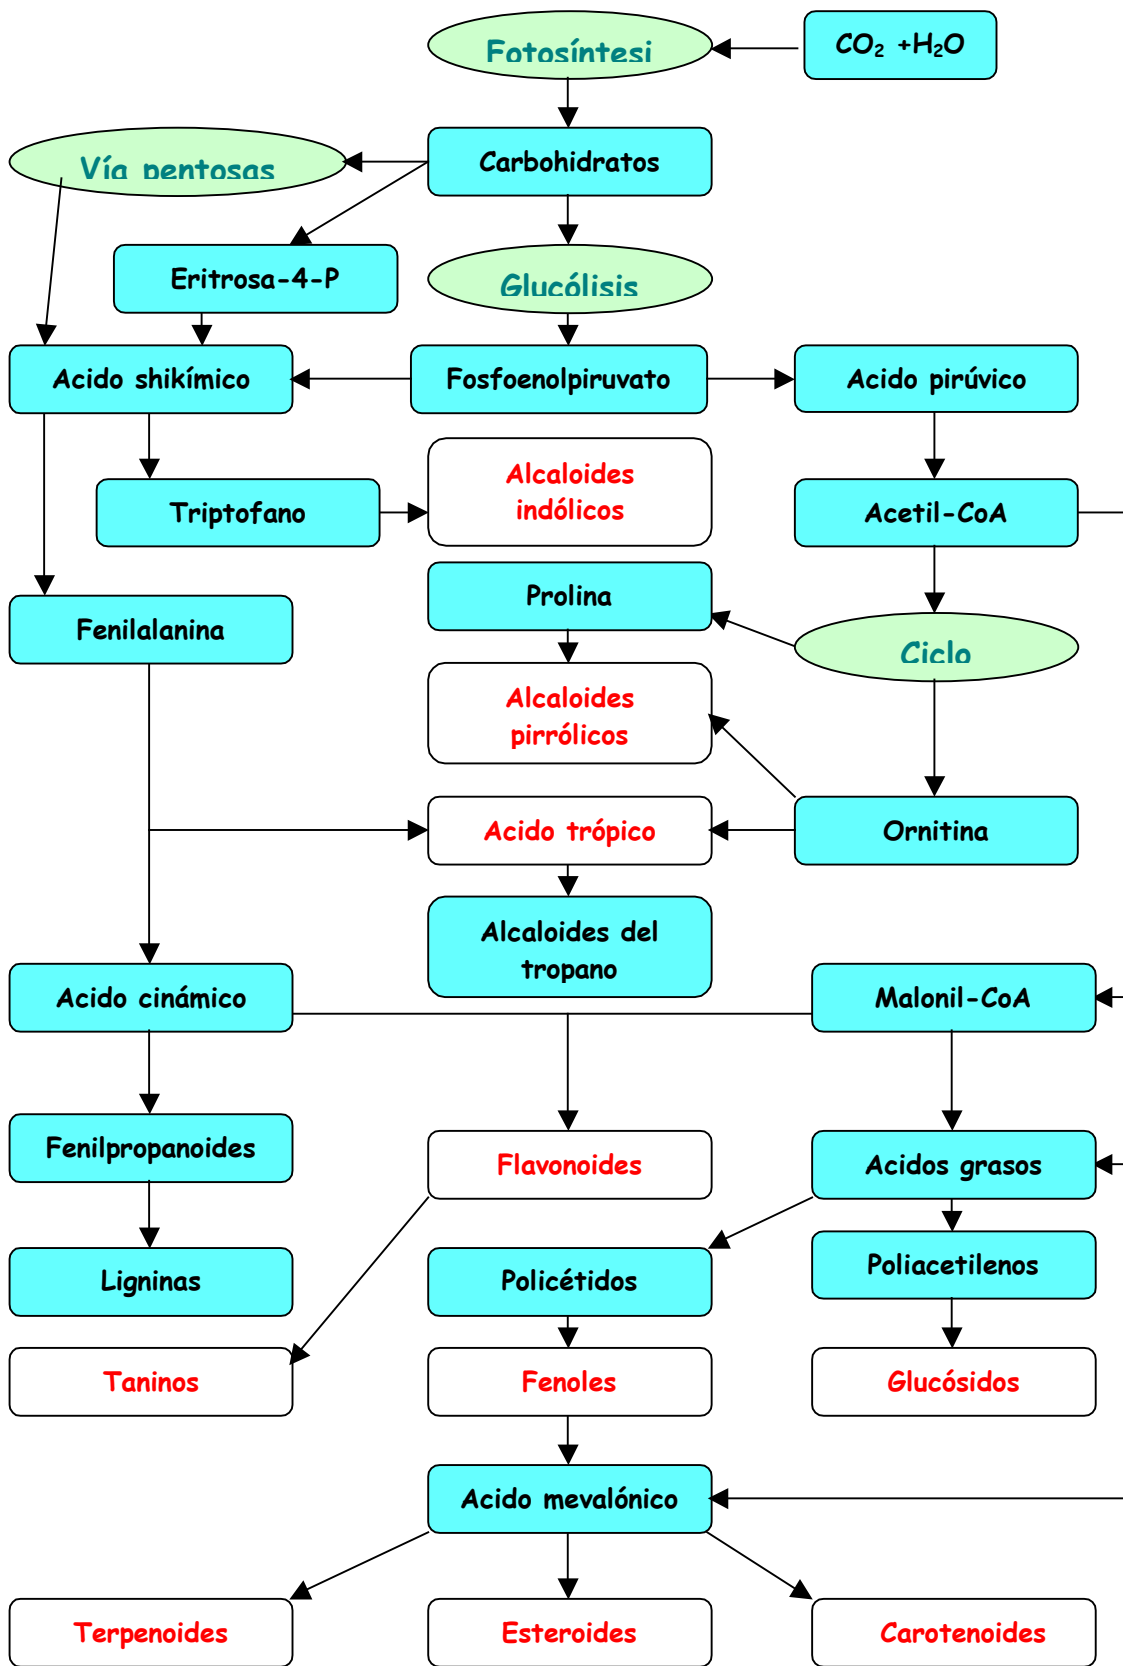 Fotosíntesi
CO₂ +H₂O
Vía pentosas
Carbohidratos
Eritrosa-4-P
Glucólisis
Acido shikímico
Fosfoenolpiruvato
Acido pirúvico
Alcaloides
indólicos
Triptofano
Acetil-CoA
Prolina
Fenilalanina
Ciclo
Alcaloides
pirrólicos
Acido trópico
Ornitina
Alcaloides del
tropano
Acido cinámico
Malonil-CoA
Fenilpropanoides
Flavonoides
Acidos grasos
Ligninas
Policétidos
Poliacetilenos
Taninos
Fenoles
Glucósidos
Acido mevalónico
Terpenoides
Esteroides
Carotenoides